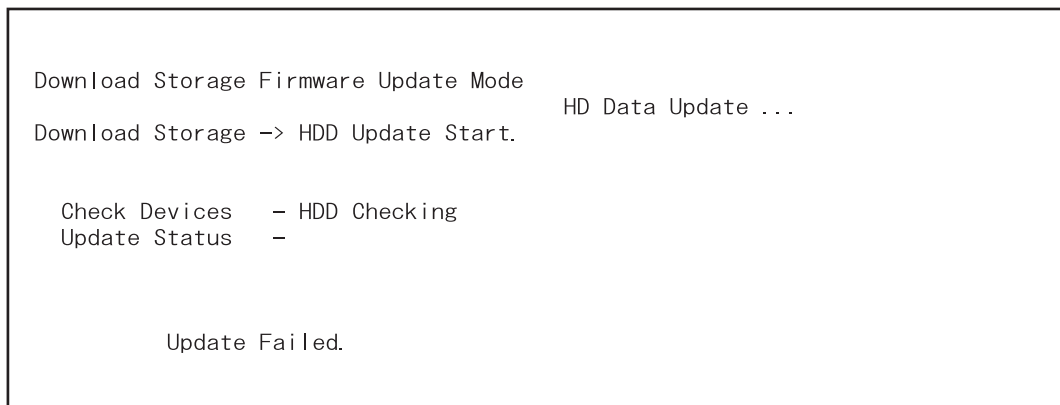 Download Storage Firmware Update Mode
HD Data Update ...
Download Storage -> HDD Update Start.
Check Devices - HDD Checking
Update Status -
Update Failed.